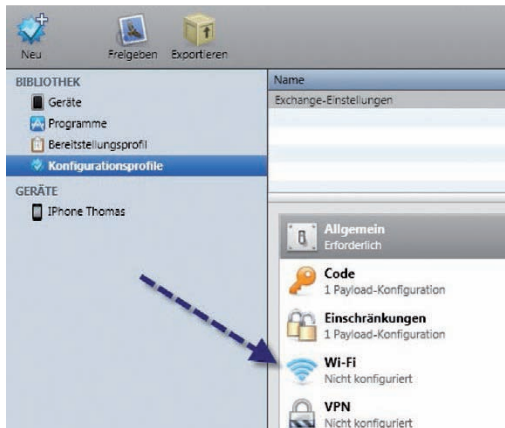 Neu
Freigeben
Exportieren
BIBLIOTHEK
Geräte
Programme
Bereitstellungsprofil
Konfigurationsprofile
GERÄTE
IPhone Thomas
Name
Exchange-Einstellungen
Allgemein
Erforderlich
Code
1 Payload-Konfiguration
Einschränkungen
1 Payload-Konfiguration
Wi-Fi
Nicht konfiguriert
VPN
Nicht konfiguriert